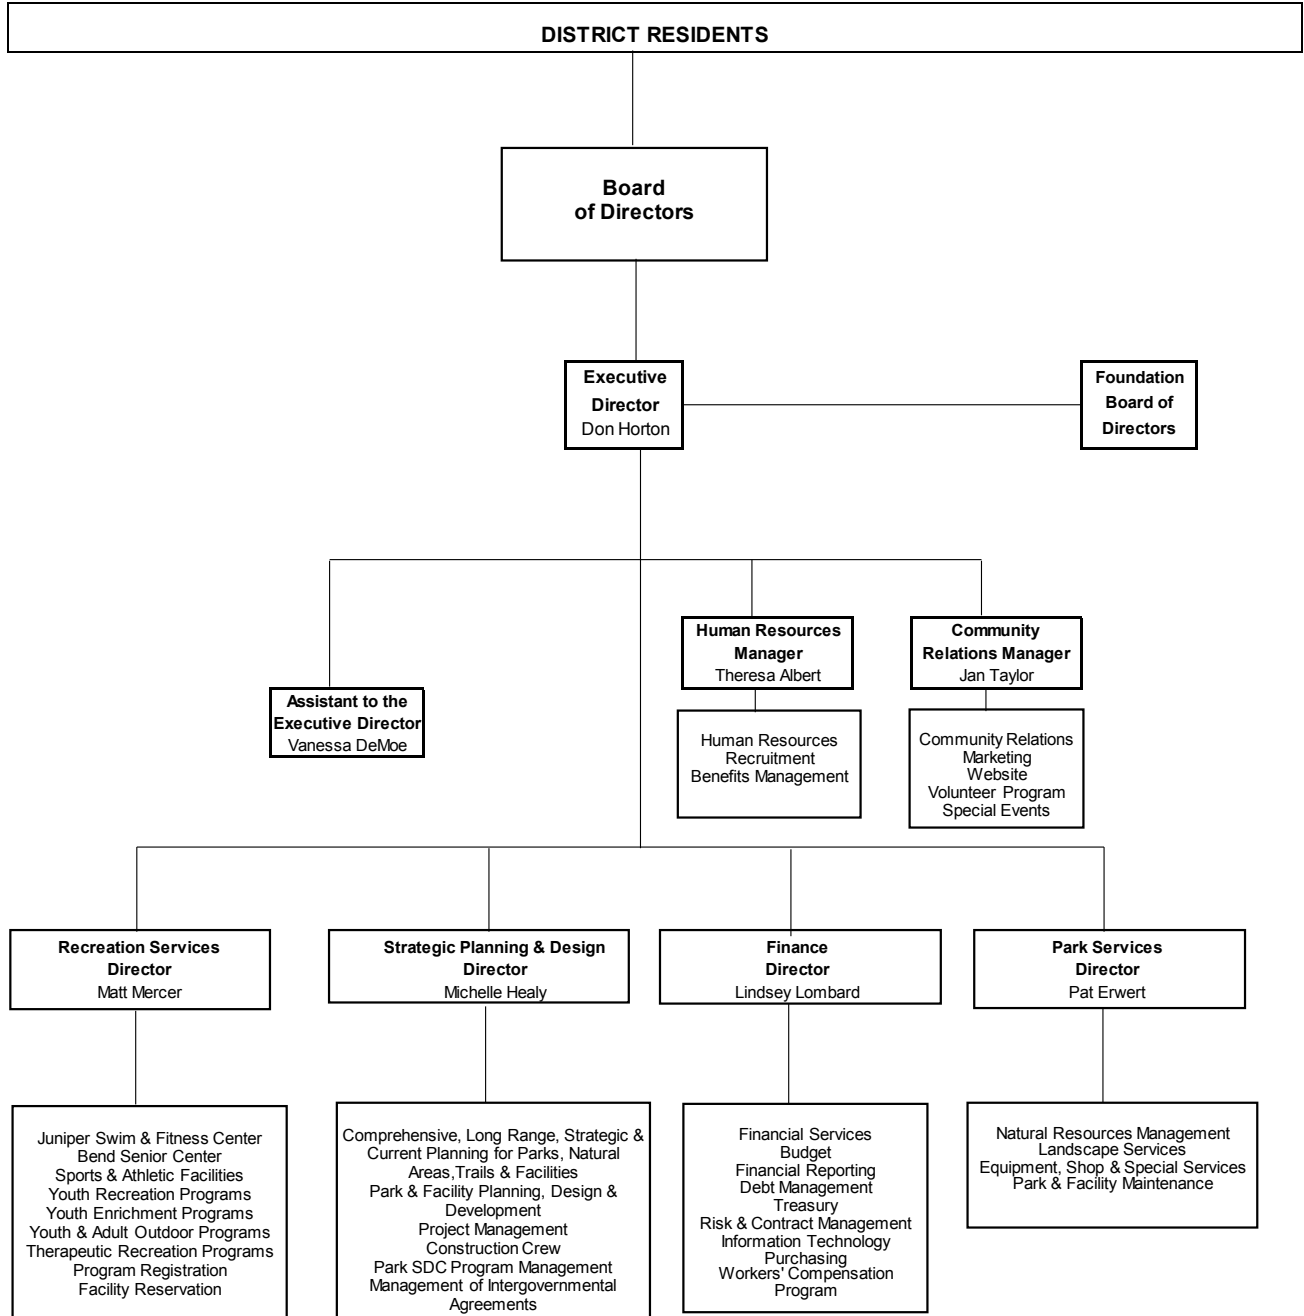 DISTRICT RESIDENTS
Board
of Directors
Executive
Director
Don Horton
Foundation
Board of
Directors
Human Resources
Manager
Theresa Albert
Community
Relations Manager
Jan Taylor
Assistant to the
Executive Director
Vanessa DeMoe
Human Resources
Recruitment
Benefits Management
Community Relations
Marketing
Website
Volunteer Program
Special Events
Recreation Services
Director
Matt Mercer
Strategic Planning & Design
Director
Michelle Healy
Finance
Director
Lindsey Lombard
Park Services
Director
Pat Erwert
Juniper Swim & Fitness Center
Bend Senior Center
Sports & Athletic Facilities
Youth Recreation Programs
Youth Enrichment Programs
Youth & Adult Outdoor Programs
Therapeutic Recreation Programs
Program Registration
Facility Reservation
Comprehensive, Long Range, Strategic &
Current Planning for Parks, Natural
Areas,Trails & Facilities
Park & Facility Planning, Design &
Development
Project Management
Construction Crew
Park SDC Program Management
Management of Intergovernmental
Agreements
Financial Services
Budget
Financial Reporting
Debt Management
Treasury
Risk & Contract Management
Information Technology
Purchasing
Workers' Compensation
Program
Natural Resources Management
Landscape Services
Equipment, Shop & Special Services
Park & Facility Maintenance